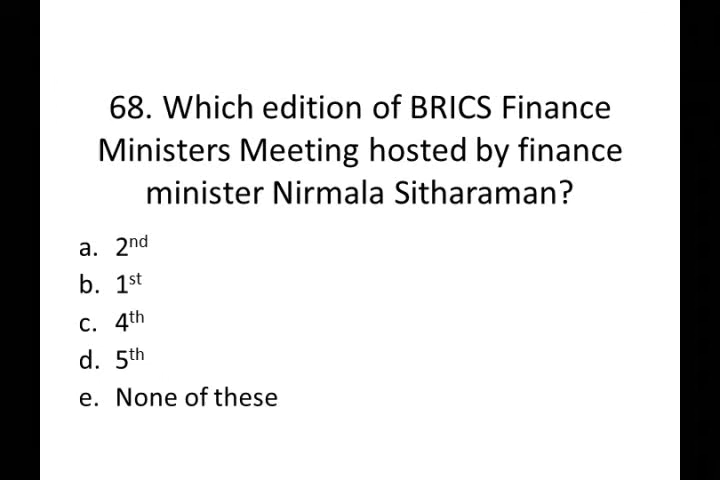 68. Which edition of BRICS Finance
Ministers Meeting hosted by finance
minister Nirmala Sitharaman?
a. 2nd
b. 1st
c. 4th
d. 5th
e. None of these